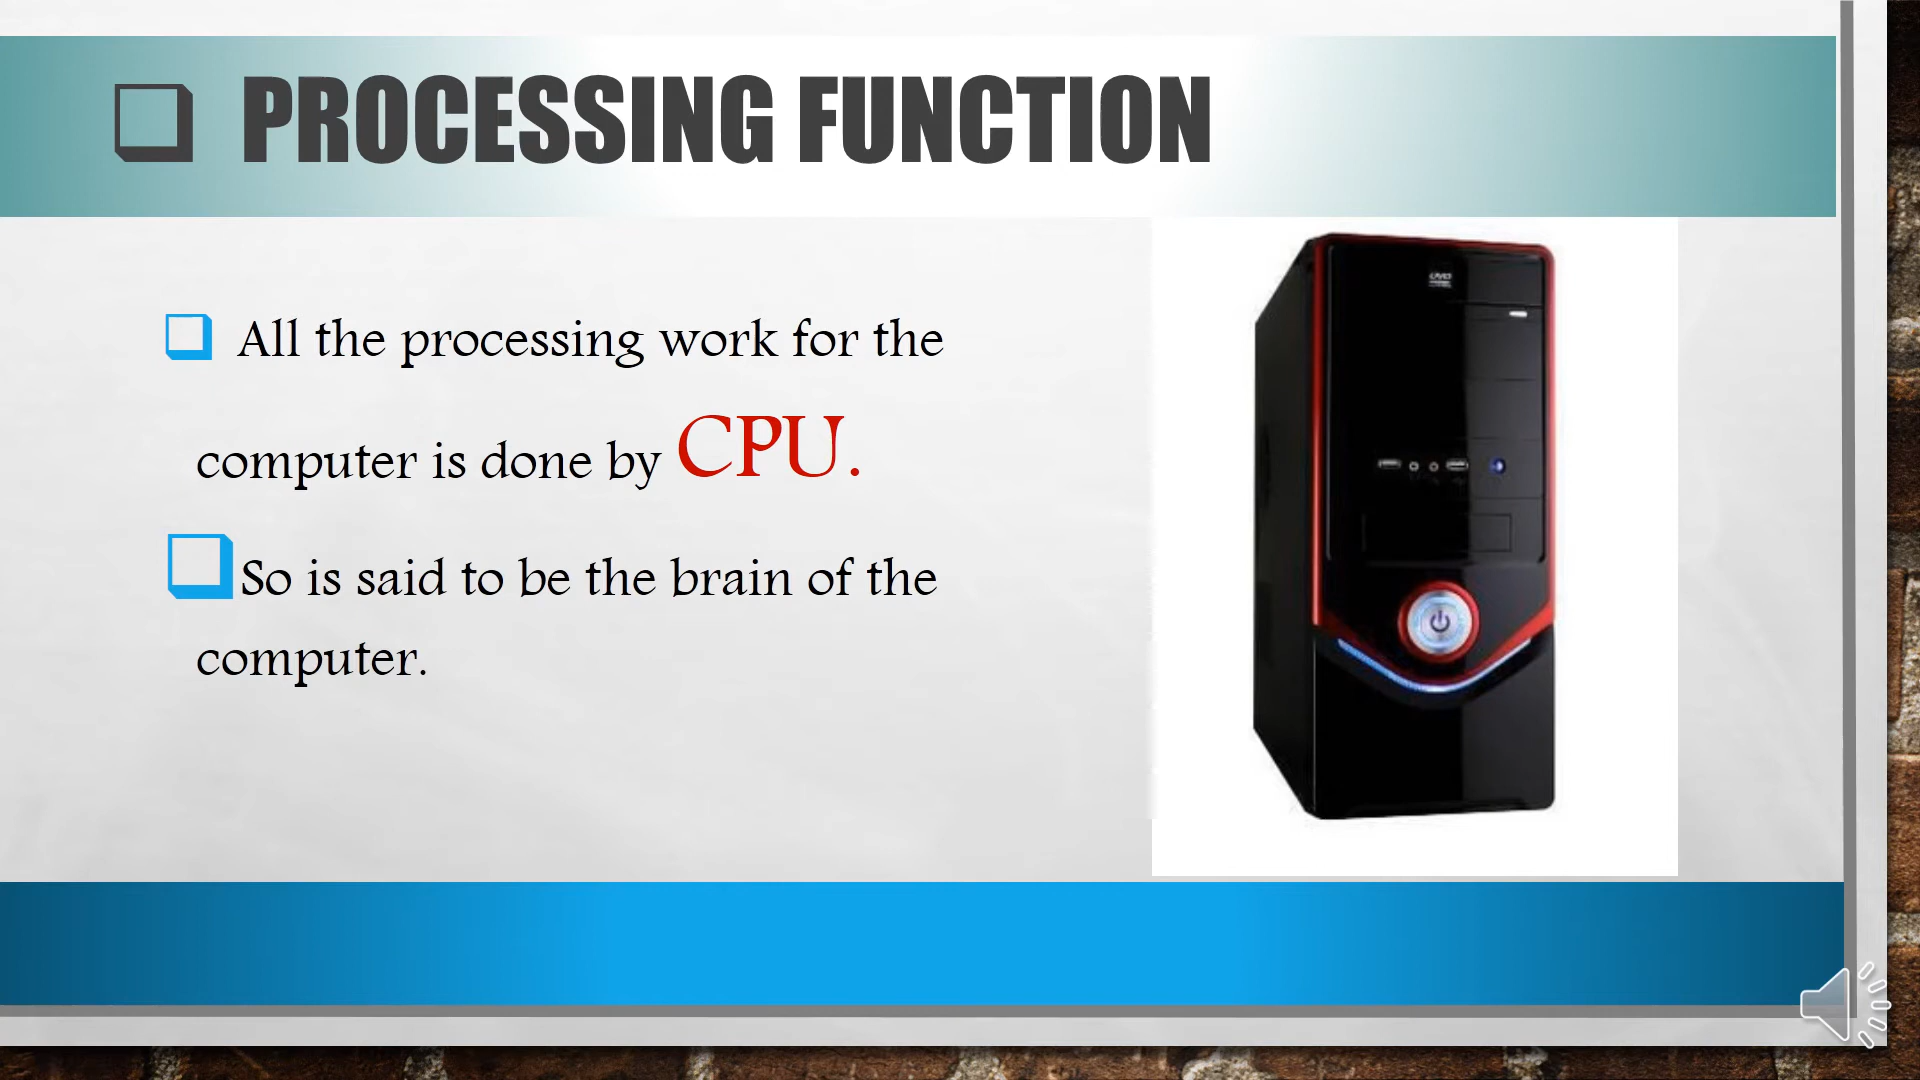 PROCESSING FUNCTION
All the processing work for the
computer is done by CPU.
So is said to be the brain of the
computer.
DVD